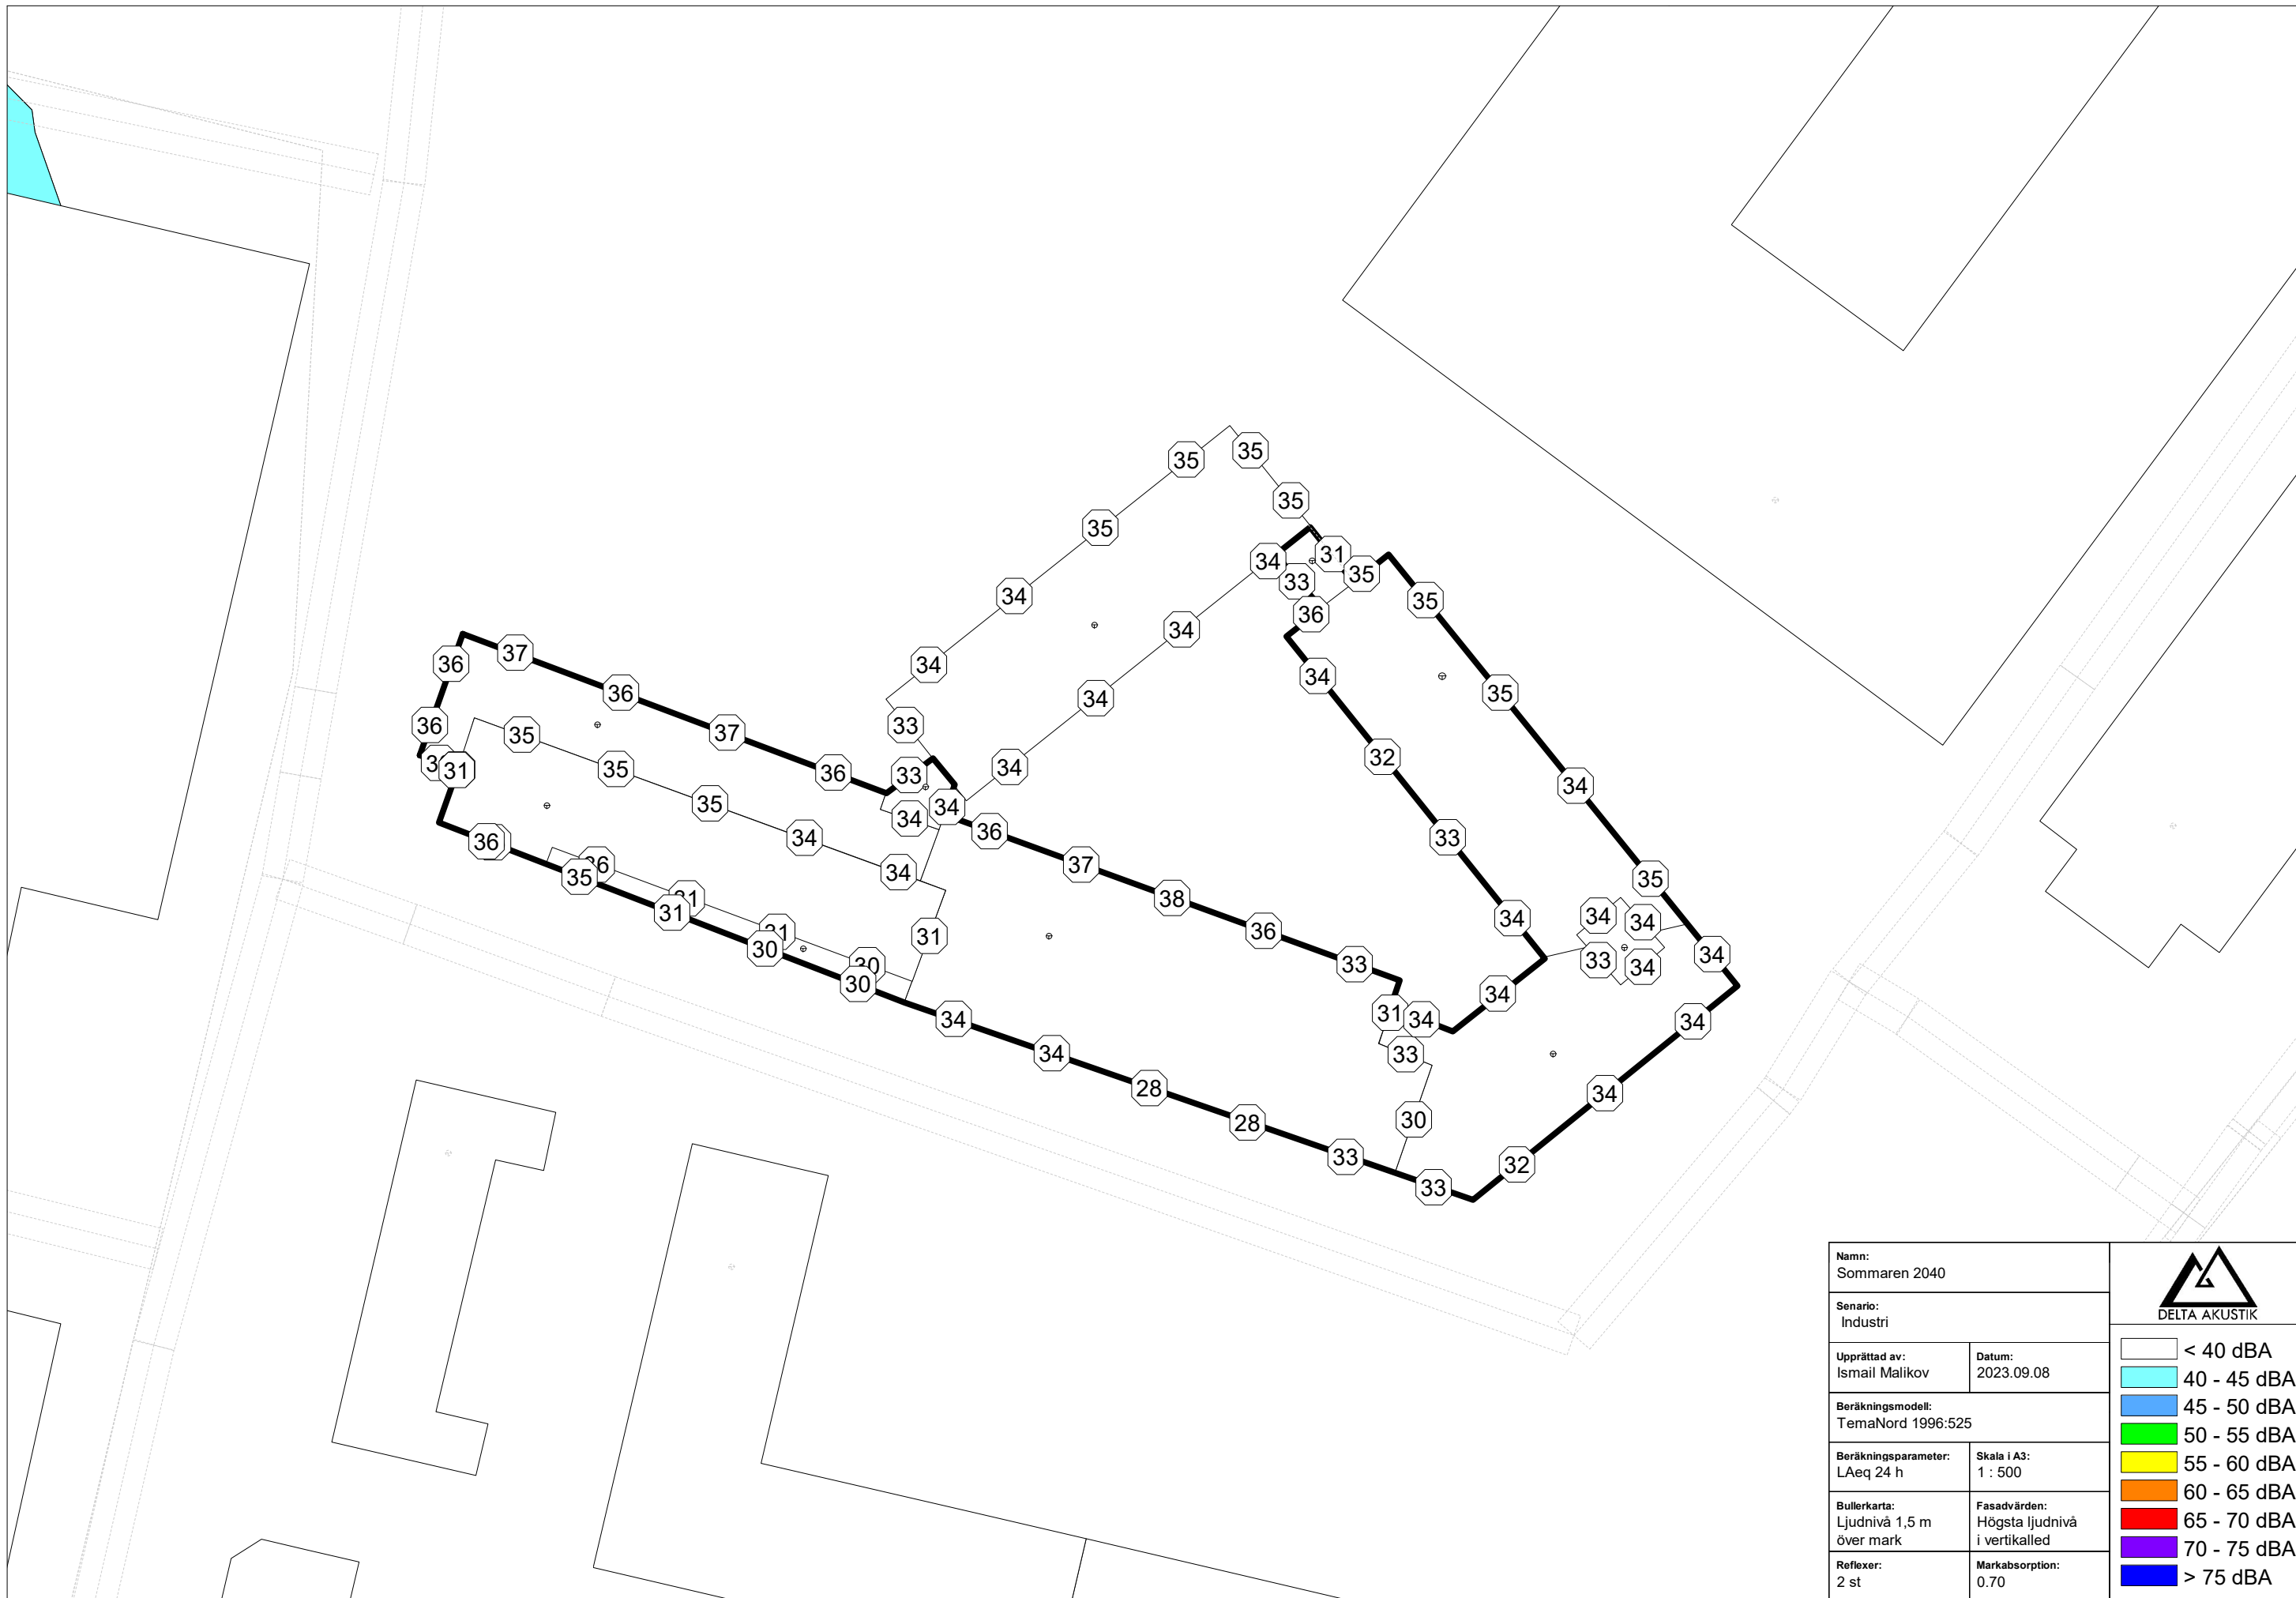 35
35
35
35
31
34
35
33
34
36
35
34
34
37
36
34
36
35
37
34
33
36
35
34
32
36
34
33
35
31
34
34
34
36
33
35
34
35
34
36
34
37
34
35
38
34
34
31
36
31
30
33
33
34
34
34
30
34
31
34
34
34
33
28
34
28
30
33
32
33
Namn:
Sommaren 2040
Senario:
Industri
Upprättad av:
Ismail Malikov
Datum:
2023.09.08
Beräkningsmodell:
TemaNord 1996:525
Beräkningsparameter:
LAeq 24 h
Skala i A3:
1 : 500
Bullerkarta:
Ljudnivå 1,5 m
över mark
Fasadvärden:
Högsta ljudnivå
i vertikalled
Reflexer:
2 st
Markabsorption:
0.70
DELTA AKUSTIK
< 40 dBA
40 - 45 dBA
45 - 50 dBA
50 - 55 dBA
55 - 60 dBA
60 - 65 dBA
65 - 70 dBA
70 - 75 dBA
> 75 dBA